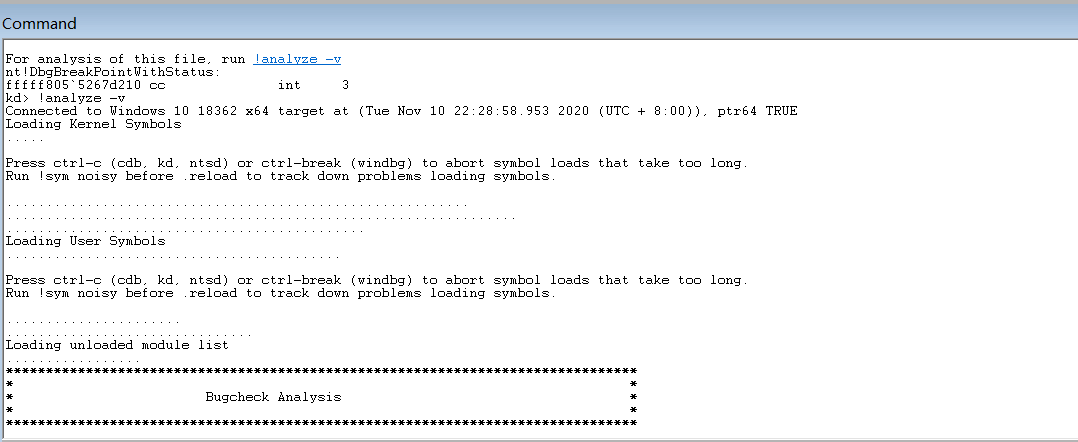 Command
For analysis of this file, run !analyze -v
nt!DbgBreakPointWithStatus:
fffff805`5267d210 cc              int     3
kd> !analyze -v
Connected to Windows 10 18362 x64 target at (Tue Nov 10 22:28:58.953 2020 (UTC + 8:00)), ptr64 TRUE
Loading Kernel Symbols
.....
Press ctrl-c (cdb, kd, ntsd) or ctrl-break (windbg) to abort symbol loads that take too long.
Run !sym noisy before .reload to track down problems loading symbols.
..........................................................
................................................................
.............................................
Loading User Symbols
..........................................
Press ctrl-c (cdb, kd, ntsd) or ctrl-break (windbg) to abort symbol loads that take too long.
Run !sym noisy before .reload to track down problems loading symbols.
......................
...............................
Loading unloaded module list
.................
*******************************************************************************
*                                                                             *
*                        Bugcheck Analysis                                    *
*                                                                             *
*******************************************************************************